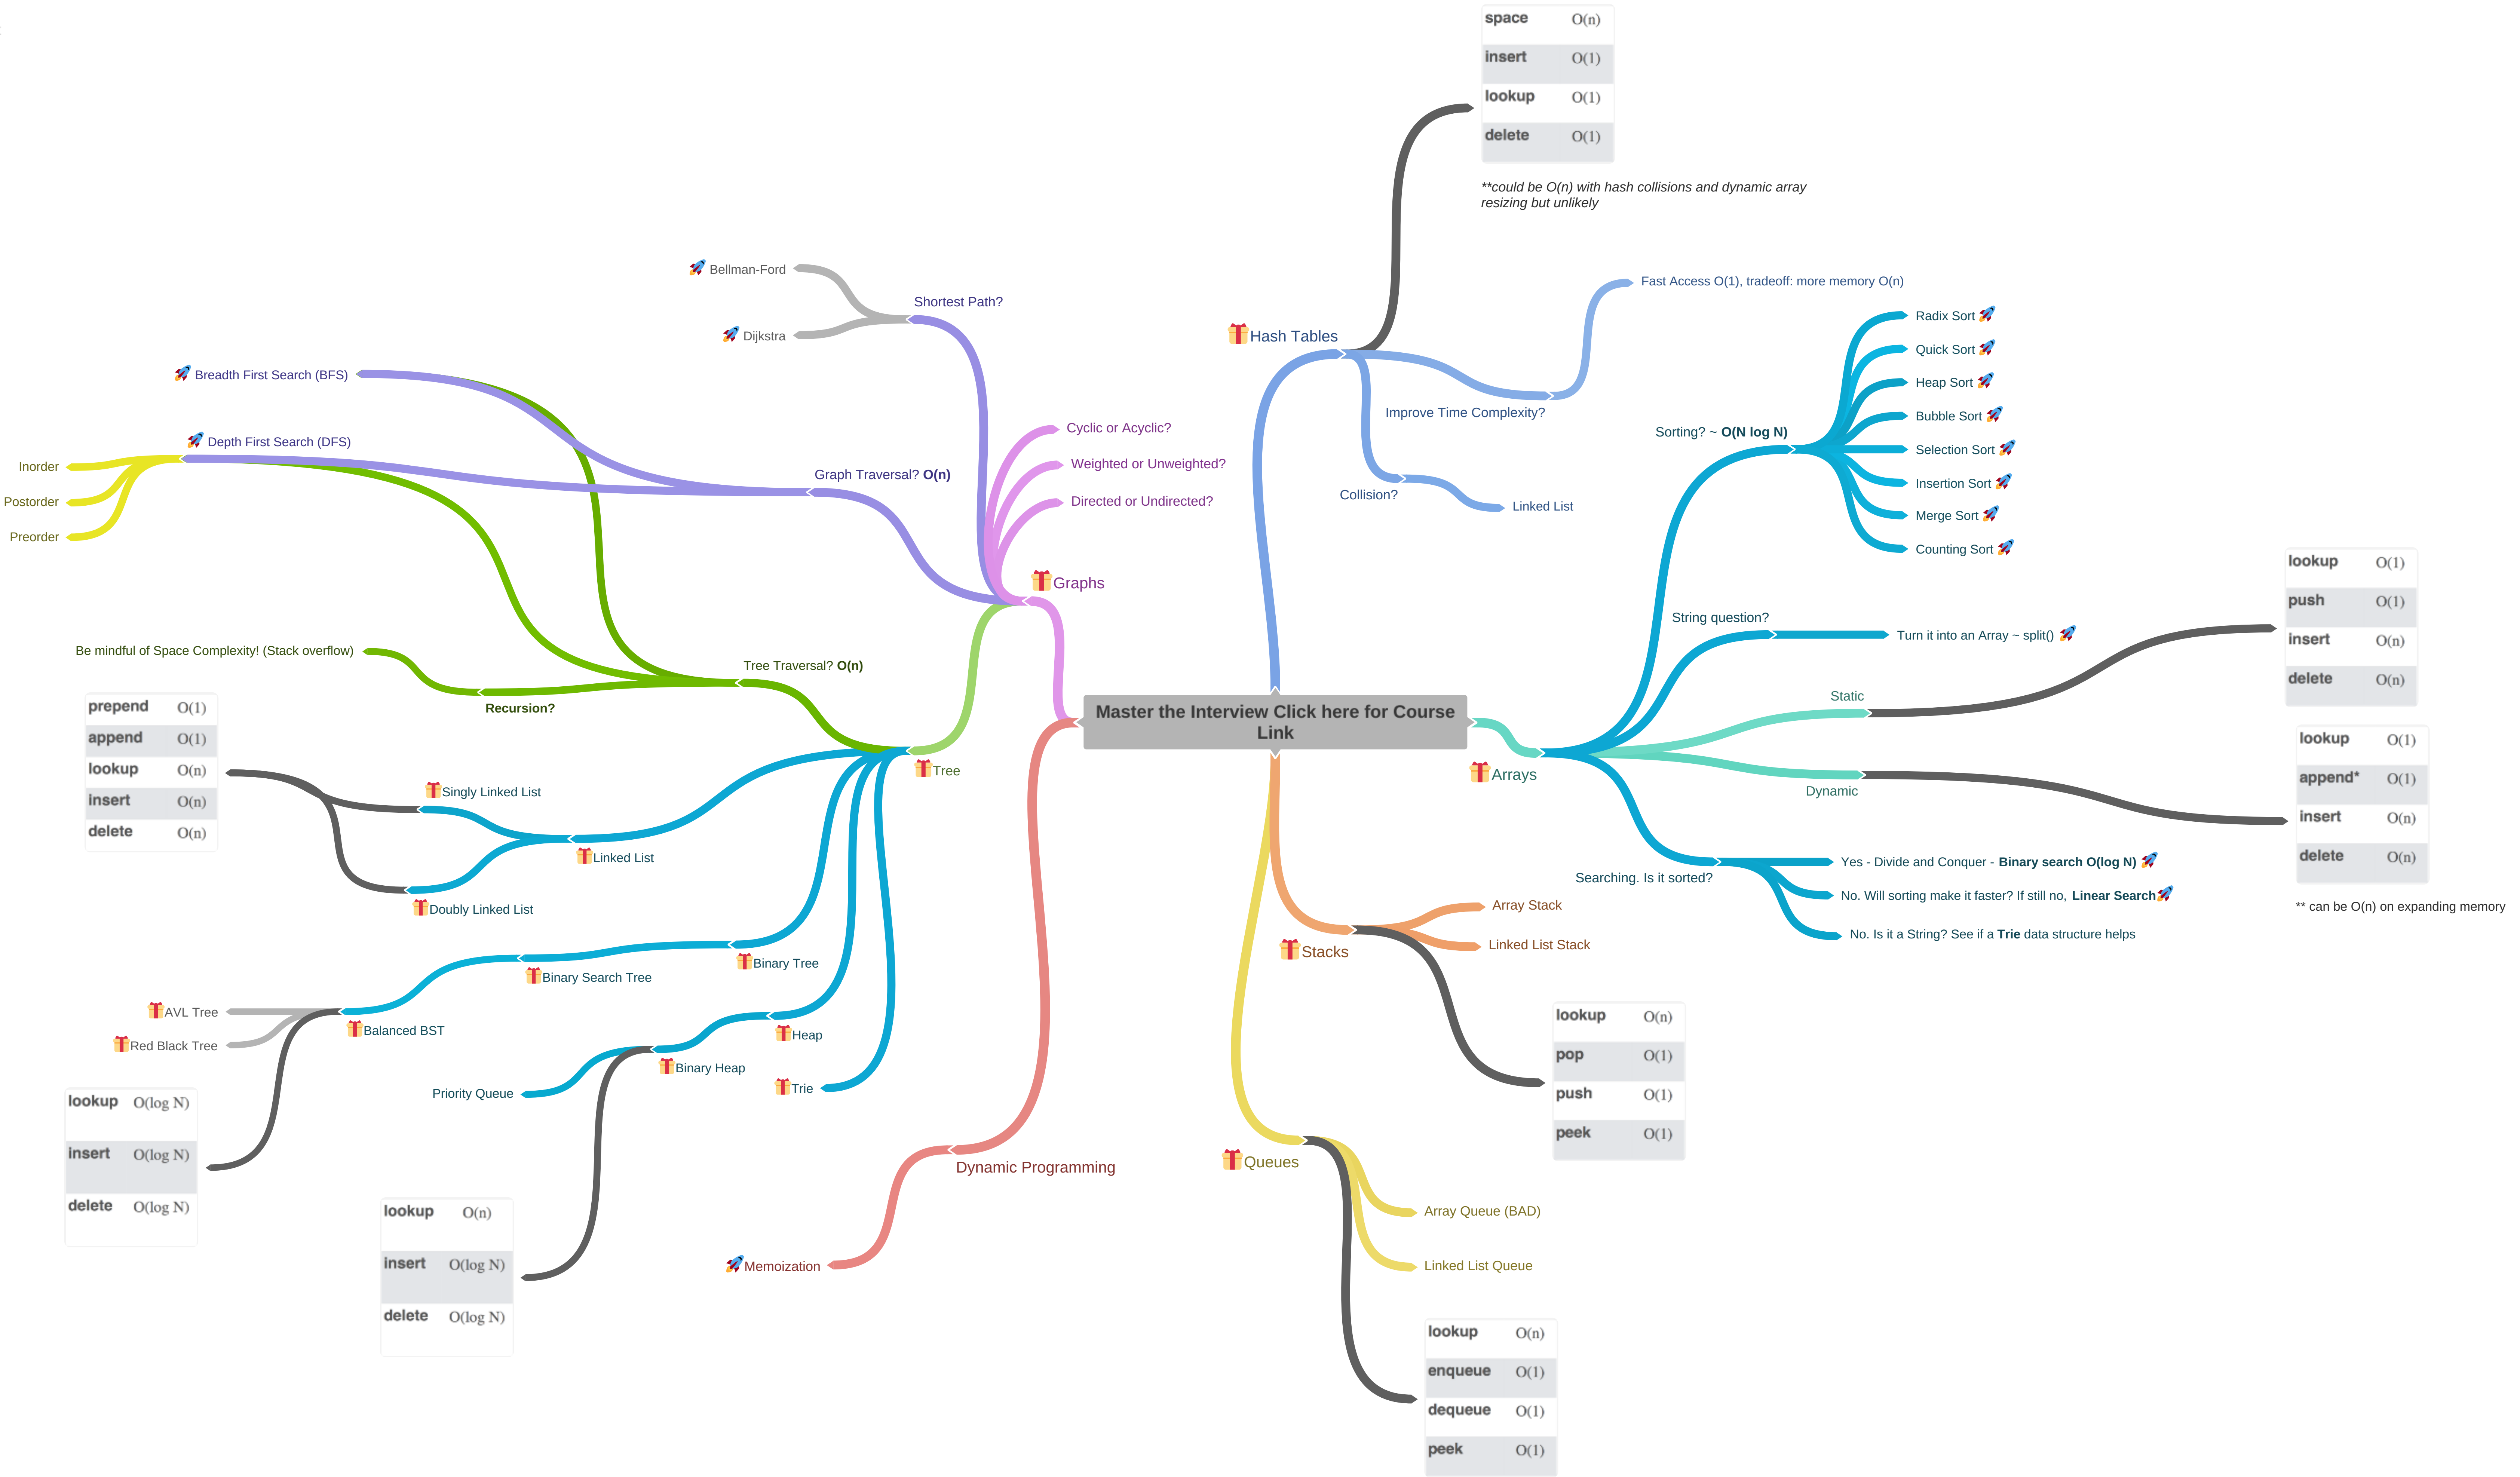 Master the Interview Click here for Course
Link
Hash Tables
space O(n)
insert O(1)
lookup O(1)
delete O(1)
**could be O(n) with hash collisions and dynamic array
resizing but unlikely
Improve Time Complexity?
Fast Access O(1), tradeoff: more memory O(n)
Collision?
Linked List
Arrays
Sorting? ~ O(N log N)
Radix Sort
Quick Sort
Heap Sort
Bubble Sort
Selection Sort
Insertion Sort
Merge Sort
Counting Sort
String question?
Turn it into an Array ~ split()
Static
lookup O(1)
push O(1)
insert O(n)
delete O(n)
Dynamic
lookup O(1)
append* O(1)
insert O(n)
delete O(n)
** can be O(n) on expanding memory
Searching. Is it sorted?
Yes - Divide and Conquer - Binary search O(log N)
No. Will sorting make it faster? If still no, Linear Search
No. Is it a String? See if a Trie data structure helps
Stacks
Array Stack
Linked List Stack
lookup O(n)
pop O(1)
push O(1)
peek O(1)
Queues
Array Queue (BAD)
Linked List Queue
lookup O(n)
enqueue O(1)
dequeue O(1)
peek O(1)
Graphs
Cyclic or Acyclic?
Weighted or Unweighted?
Directed or Undirected?
Shortest Path?
Bellman-Ford
Dijkstra
Graph Traversal? O(n)
Breadth First Search (BFS)
Depth First Search (DFS)
Inorder
Postorder
Preorder
Tree
Tree Traversal? O(n)
Recursion?
Be mindful of Space Complexity! (Stack overflow)
Linked List
Singly Linked List
Doubly Linked List
prepend O(1)
append O(1)
lookup O(n)
insert O(n)
delete O(n)
Binary Tree
Binary Search Tree
Balanced BST
AVL Tree
Red Black Tree
lookup O(log N)
insert O(log N)
delete O(log N)
Heap
Binary Heap
Priority Queue
lookup O(n)
insert O(log N)
delete O(log N)
Trie
Dynamic Programming
Memoization